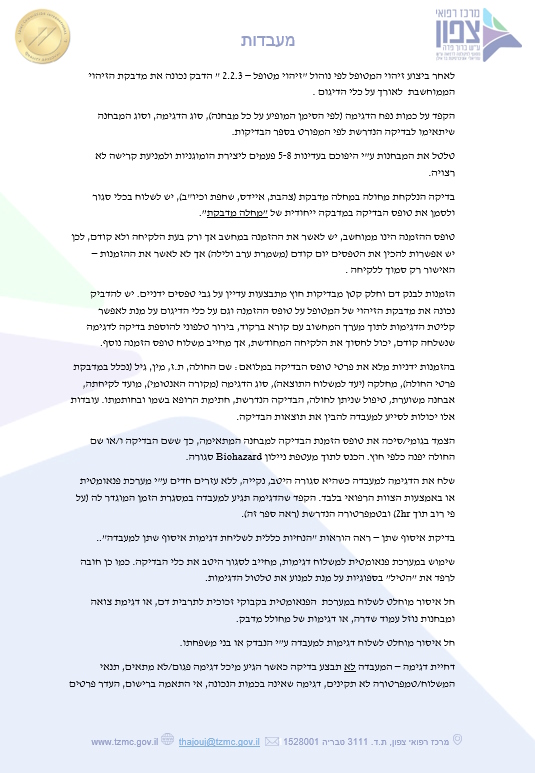 מרכז רפואי
צפון
ע״ש ברוך פדה
מעבדות
לאחר ביצוע זיהוי המטופל לפי נוהל ״זיהוי מטופל – 2.2.3 ״ הדבק נכונה את מדבקת הזיהוי
הממוחשבת לאורך על כלי הדיגום .
הקפד על כמות נפח הדגימה (לפי הסימן המופיע על כל מבחנה), סוג הדגימה, וסוג המבחנה
שיתאימו לבדיקה הנדרשת לפי המפורט בספר הבדיקות.
טלטל את המבחנות ע״י היפוכם בעדינות 5-8 פעמים ליצירת הומוגניות ולמניעת קרישה לא
רצויה.
בדיקה הנלקחת מחולה במחלה מדבקת (צהבת, איידס, שחפת וכיו״ב), יש לשלוח בכלי סגור
ולסמן את טופס הבדיקה במדבקה ייחודית של ״מחלה מדבקת״.
טופס ההזמנה הינו ממוחשב, יש לאשר את ההזמנה במחשב אך ורק בעת הלקיחה ולא קודם, לכן
יש אפשרות להכין את הטפסים יום קודם (משמרת ערב ולילה) אך לא לאשר את ההזמנות –
האישור רק סמוך ללקיחה .
הזמנות לבנק דם וחלק קטן מבדיקות חוץ מתבצעות עדיין על גבי טפסים ידניים. יש להדביק
נכונה את מדבקת הזיהוי של המטופל על טופס ההזמנה וגם על כלי הדיגום על מנת לאפשר
קליטת הדגימות לתוך מערך המחשוב עם קורא ברקוד, בירור טלפוני להוספת בדיקה לדגימה
שנשלחה קודם, יכול לחסוך את הלקיחה המחודשת, אך מחייב משלוח טופס הזמנה נוסף.
בהזמנות ידניות מלא את פרטי טופס הבדיקה במלואם : שם החולה, ת.ז, מין, גיל (נכלל במדבקת
פרטי החולה), מחלקה (יעד למשלוח התוצאה), סוג הדגימה (מקורה האנטומי), מועד לקיחתה,
אבחנה משוערת, טיפול שניתן לחולה, הבדיקה הנדרשת, חתימת הרופא בשמו ובחותמתו. עובדות
אלו יכולות לסייע למעבדה להבין את תוצאות הבדיקה.
הצמד בגומי/סיכה את טופס הזמנת הבדיקה למבחנה המתאימה, כך ששם הבדיקה ו/או שם
החולה יפנה כלפי חוץ. הכנס לתוך מעטפת ניילון Biohazard סגורה.
שלח את הדגימה למעבדה כשהיא סגורה היטב, נקייה, ללא עזרים חדים ע״י מערכת פנאומטית
או באמצעות הצוות הרפואי בלבד. הקפד שהדגימה תגיע למעבדה במסגרת הזמן המוגדר לה (על
פי רוב תוך 2hr) ובטמפרטורה הנדרשת (ראה ספר זה).
בדיקת איסוף שתן – ראה הוראות ״הנחיות כללית לשליחת דגימות איסוף שתן למעבדה״..
שימוש במערכת פנאומטית למשלוח דגימות, מחייב לסגור היטב את כלי הבדיקה. כמו כן חובה
לרפד את ״הטיל״ בספוגיות על מנת למנוע את טלטול הדגימות.
חל איסור מוחלט לשלוח במערכת הפנאומטית בקבוקי זכוכית לתרבית דם, או דגימת צואה
ומבחנות נוזל עמוד שדרה, או דגימות של מחולל מדבק.
חל איסור מוחלט לשלוח דגימות למעבדה ע״י הנבדק או בני משפחתו.
דחיית דגימה – המעבדה לא תבצע בדיקה כאשר הגיע מיכל דגימה פגום/לא מתאים, תנאי
המשלוח/טמפרטורה לא תקינים, דגימה שאינה בכמות הנכונה, אי התאמה ברישום, העדר פרטים
מרכז רפואי צפון, ת.ד. 3111 טבריה 1528001 thajouj@tzmc.gov.il www.tzmc.gov.il